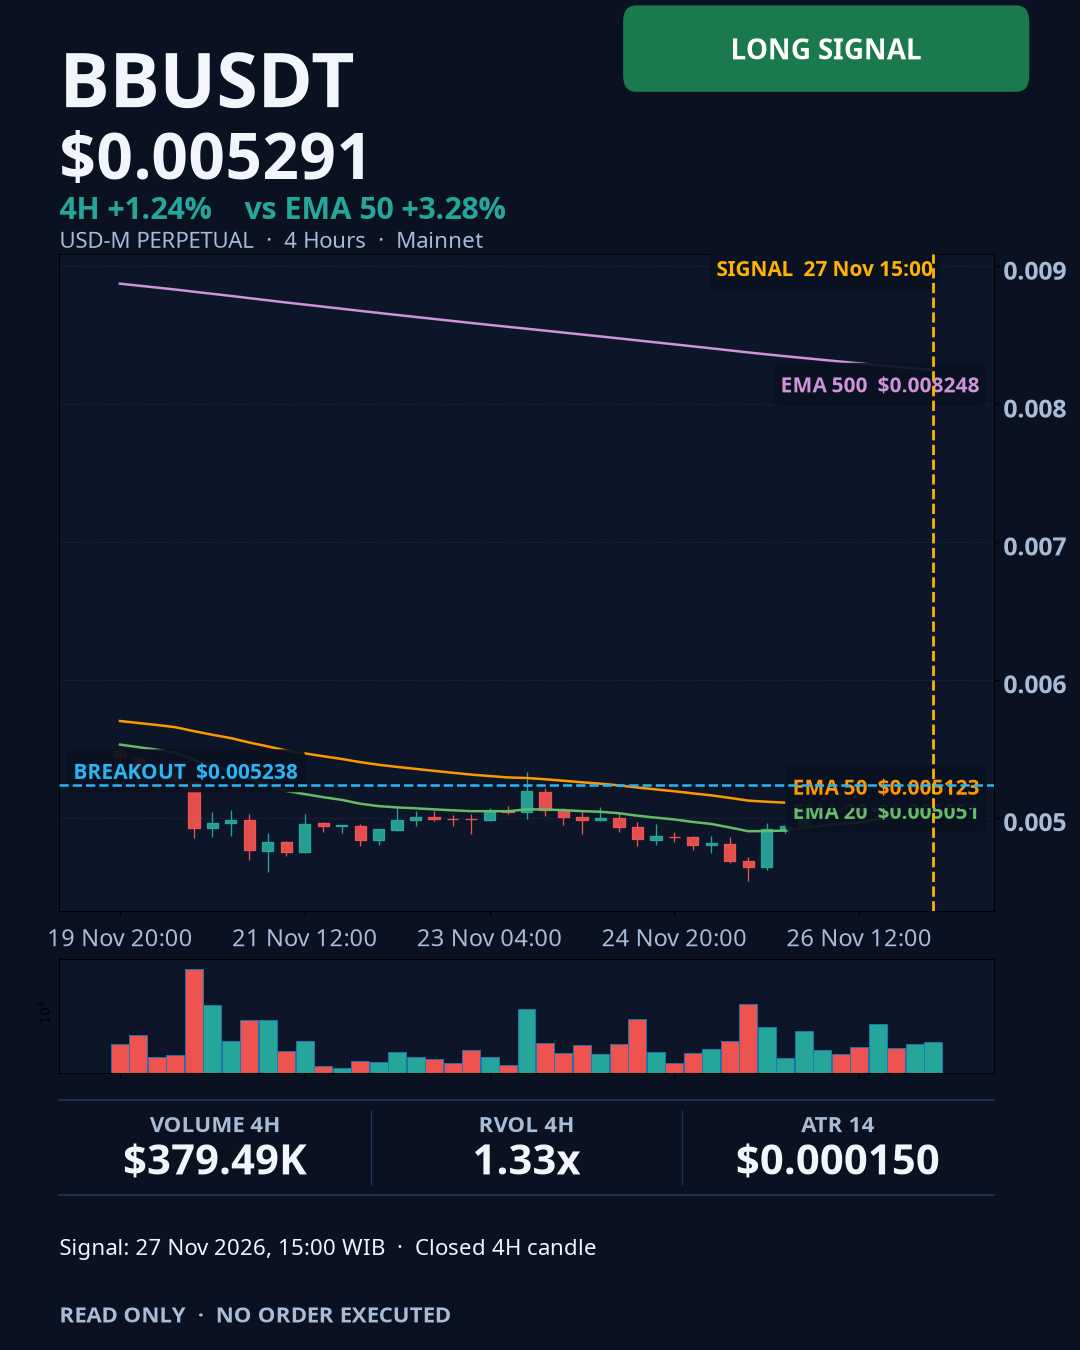 LONG SIGNAL
BBUSDT
$0.005291
4H +1.24% vs EMA 50 +3.28%
USD-M PERPETUAL · 4 Hours · Mainnet
SIGNAL 27 Nov 15:00
0.009
EMA 500 $0.008248
0.008
0.007
0.006
BREAKOUT $0.005238
EMA 50 $0.005123
EMA 20 $0.005051
0.005
19 Nov 20:00
21 Nov 12:00
23 Nov 04:00
24 Nov 20:00
26 Nov 12:00
10⁶
VOLUME 4H
$379.49K
RVOL 4H
1.33x
ATR 14
$0.000150
Signal: 27 Nov 2026, 15:00 WIB · Closed 4H candle
READ ONLY · NO ORDER EXECUTED